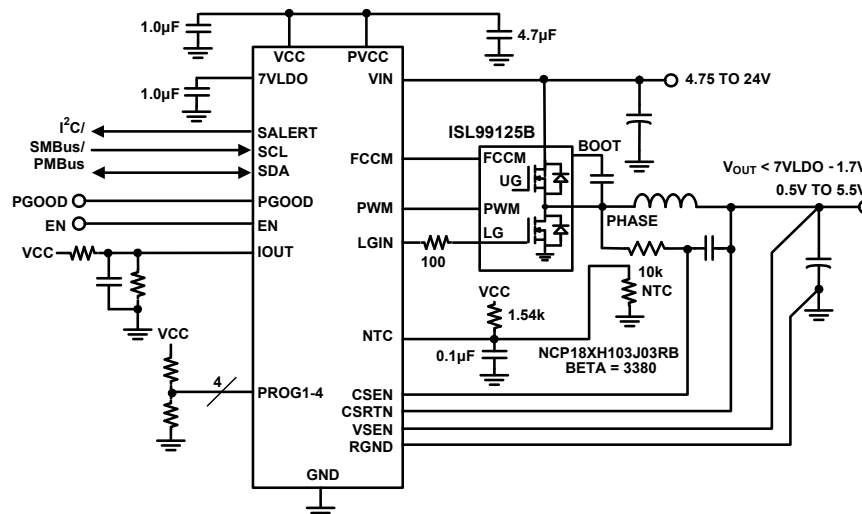 1.0µF
4.7µF
VCC
PVCC
7VLDO
VIN
4.75 TO 24V
1.0µF
I²C/
SMBus/
PMBus
SALERT
SCL
SDA
ISL99125B
BOOT
FCCM
FCCM
UG
VOUT < 7VLDO - 1.7V
0.5V TO 5.5V
PGOOD
PGOOD
PWM
PWM
EN
EN
PHASE
LGIN
LG
VCC
IOUT
100
10k
NTC
VCC
1.54k
VCC
NTC
0.1µF
NCP18XH103J03RB
BETA = 3380
4
PROG1-4
CSEN
CSRTN
VSEN
RGND
GND